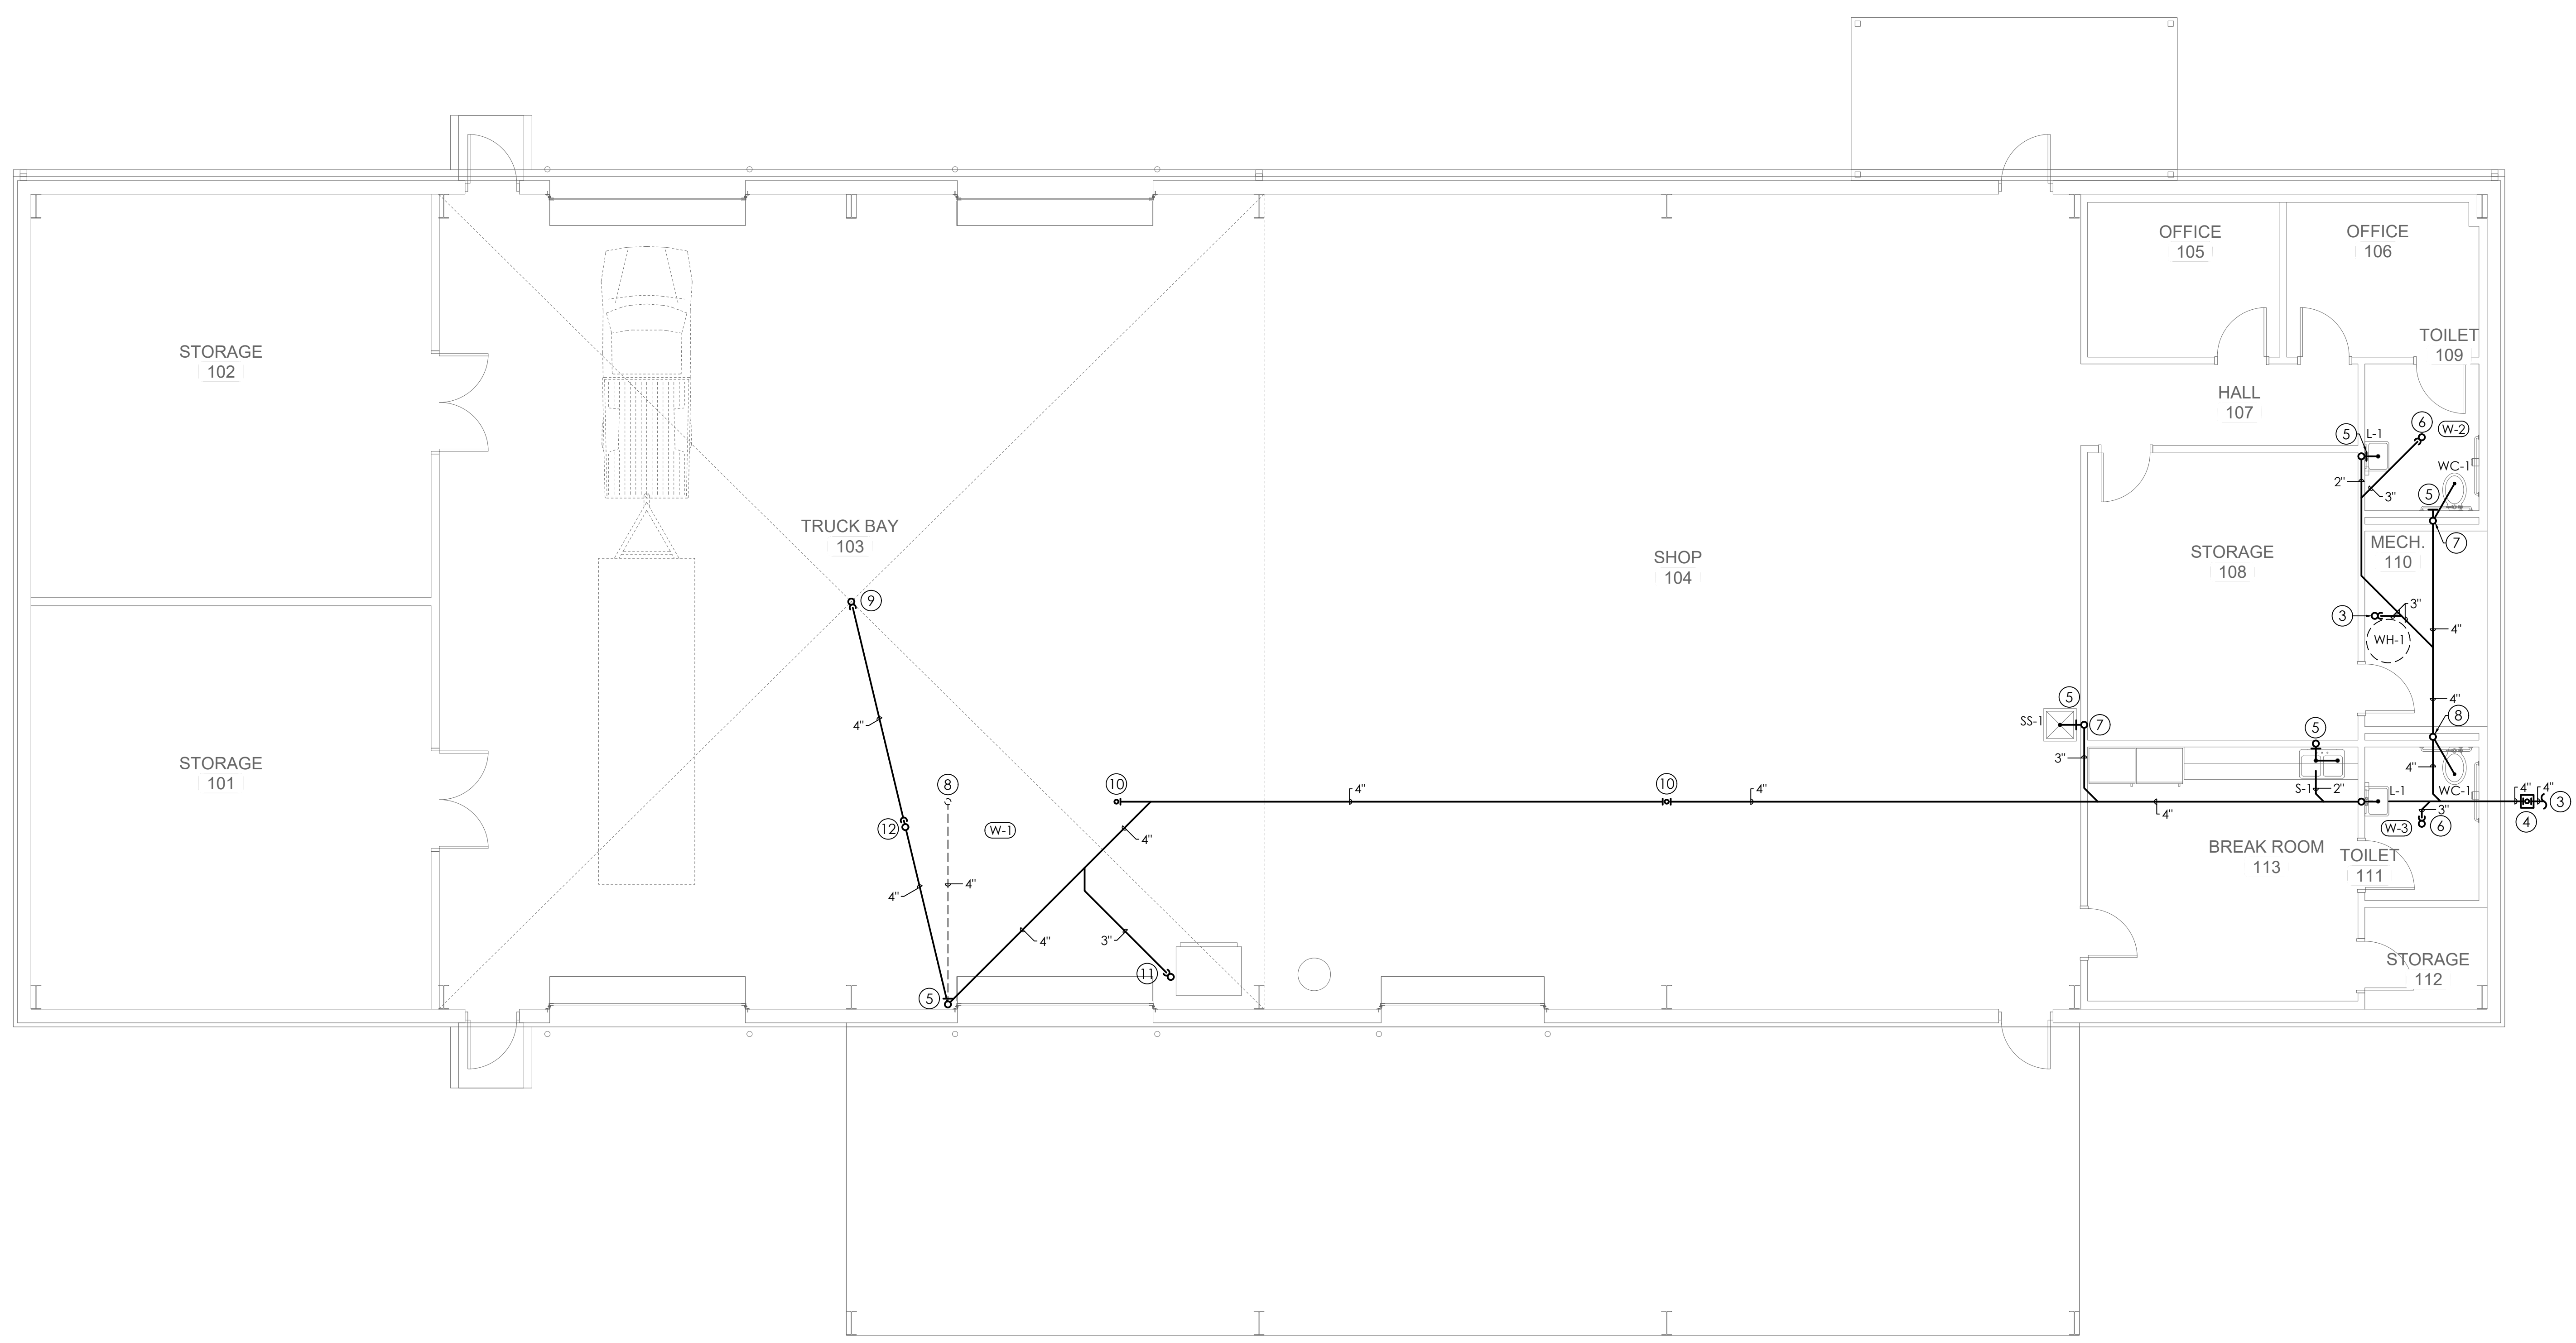 OFFICE
105
OFFICE
106
TOILET
109
STORAGE
102
HALL
107
6
W-2
5
L-1
WC-1
2"
3"
5
TRUCK BAY
103
7
MECH.
110
STORAGE
108
SHOP
104
9
3"
3
4"
WH-1
5
4"
SS-1
7
8
4"
5
STORAGE
101
3"
4"
8
10
10
4"
4"
S-1
2"
L-1
WC-1
4"
4"
3
4"
3"
12
W-1
W-3
6
4
4"
BREAK ROOM
113
TOILET
111
4"
4"
4"
3"
STORAGE
112
11
5